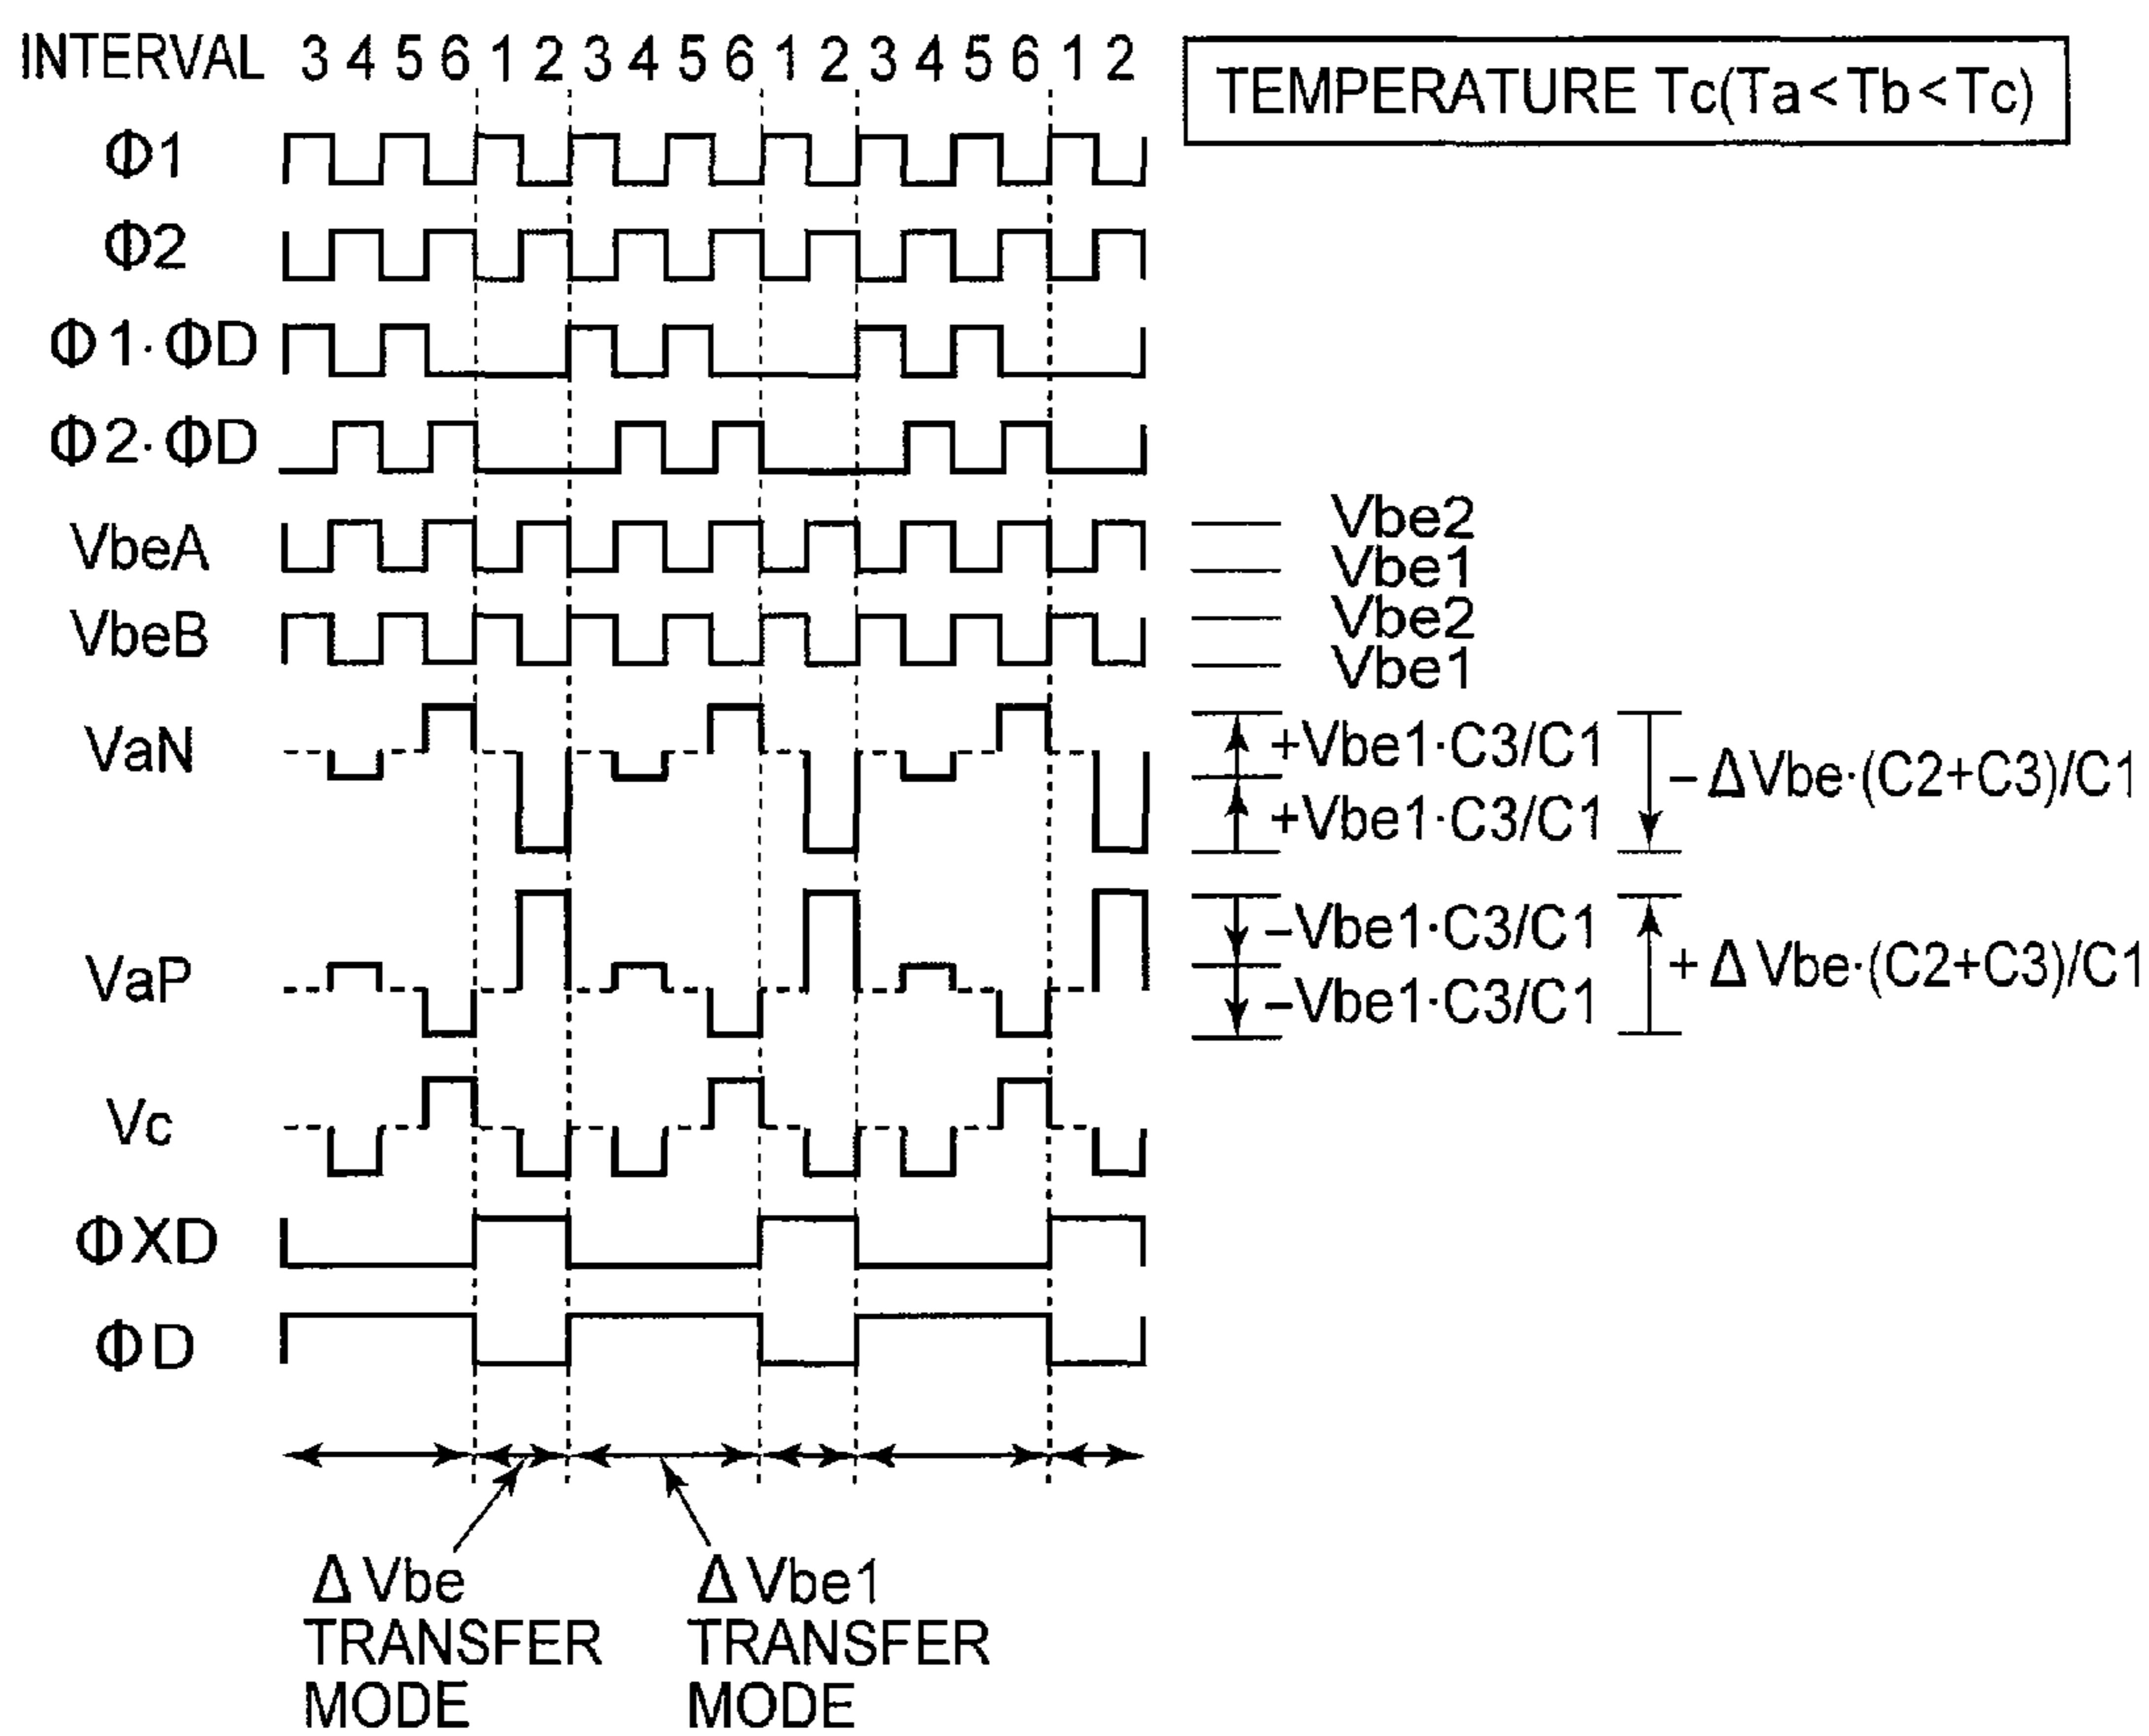 INTERVAL 3 4 5 6 1 2 3 4 5 6 1 2 3 4 5 6 1 2
TEMPERATURE Tc(Ta<Tb<Tc)
Φ1
Φ2
Φ1·ΦD
Φ2·ΦD
VbeA
Vbe2
Vbe1
VbeB
Vbe2
Vbe1
VaN
+Vbe1·C3/C1
+Vbe1·C3/C1
-ΔVbe·(C2+C3)/C1
VaP
-Vbe1·C3/C1
-Vbe1·C3/C1
+ΔVbe·(C2+C3)/C1
Vc
ΦXD
ΦD
ΔVbe
TRANSFER
MODE
ΔVbe1
TRANSFER
MODE